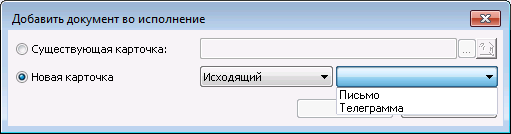 Добавить документ во исполнение
Существующая карточка:
...
Новая карточка
Исходящий
Письмо
Телеграмма